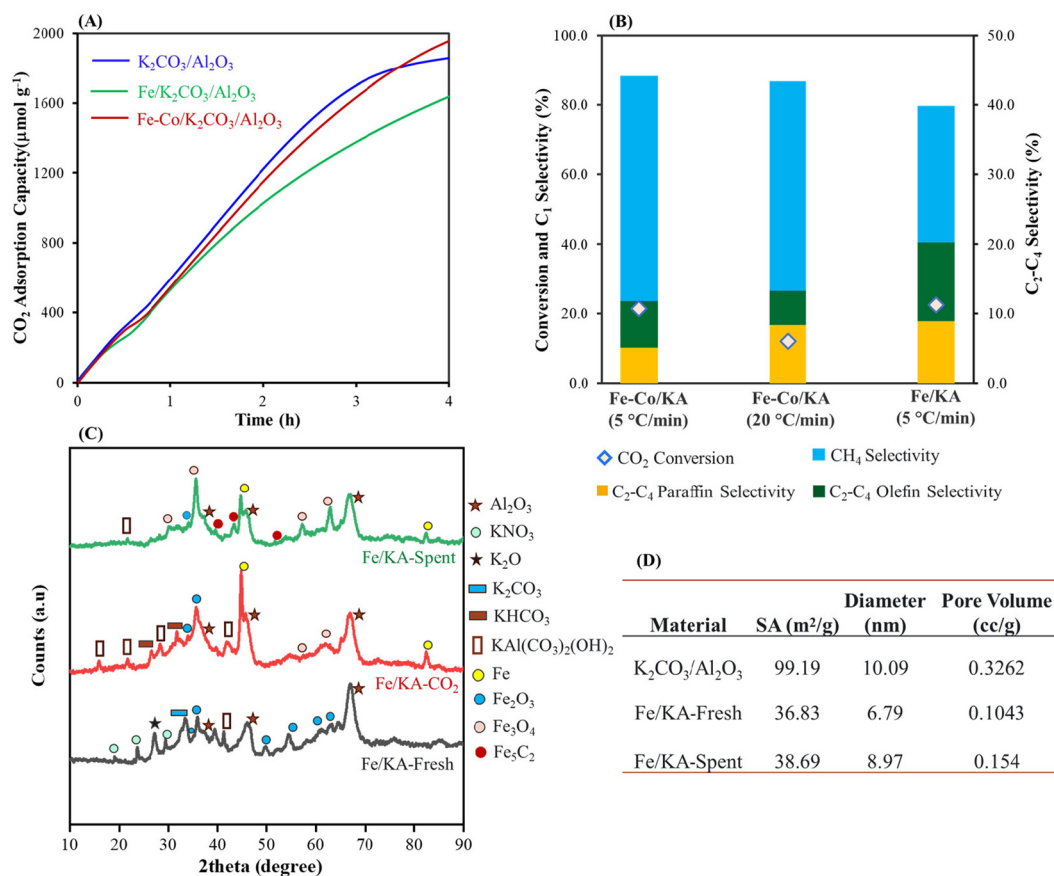 (A)
2000
1600
1200
800
400
0
CO₂ Adsorption Capacity(μmol g⁻¹)
K₂CO₃/Al₂O₃
Fe/K₂CO₃/Al₂O₃
Fe-Co/K₂CO₃/Al₂O₃
0 1 2 3 4
Time (h)
(B)
100.0
80.0
60.0
40.0
20.0
0.0
Conversion and C₁ Selectivity (%)
50.0
40.0
30.0
20.0
10.0
0.0
C₂-C₄ Selectivity (%)
Fe-Co/KA Fe-Co/KA Fe/KA
(5 °C/min) (20 °C/min) (5 °C/min)
CO₂ Conversion CH₄ Selectivity
C₂-C₄ Paraffin Selectivity C₂-C₄ Olefin Selectivity
(C)
Counts (a.u)
Fe/KA-Spent
Fe/KA-CO₂
Fe/KA-Fresh
10 20 30 40 50 60 70 80 90
2theta (degree)
Al₂O₃
KNO₃
K₂O
K₂CO₃
KHCO₃
KAl(CO₃)₂(OH)₂
Fe
Fe₂O₃
Fe₃O₄
Fe₅C₂
(D)
Material SA (m²/g) Diameter (nm) Pore Volume (cc/g)
K₂CO₃/Al₂O₃ 99.19 10.09 0.3262
Fe/KA-Fresh 36.83 6.79 0.1043
Fe/KA-Spent 38.69 8.97 0.154